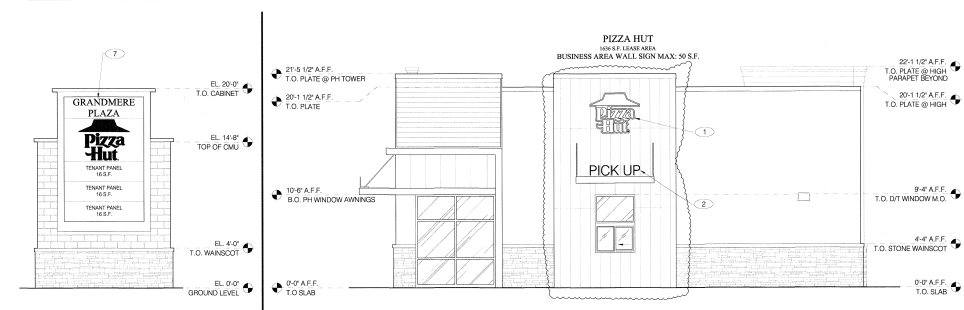 7
EL. 20'-0"
T.O. CABINET
GRANDMERE
PLAZA
Pizza
Hut
EL. 14'-8"
TOP OF CMU
TENANT PANEL
16 S.F.
TENANT PANEL
16 S.F.
TENANT PANEL
16 S.F.
EL. 4'-0"
T.O. WAINSCOT
EL. 0'-0"
GROUND LEVEL
PIZZA HUT
1636 S.F. LEASE AREA
BUSINESS AREA WALL SIGN MAX: 50 S.F.
21'-5 1/2" A.F.F.
T.O. PLATE @ PH TOWER
20'-1 1/2" A.F.F.
T.O. PLATE
10'-6" A.F.F.
B.O. PH WINDOW AWNINGS
0'-0" A.F.F.
T.O SLAB
Pizza
Hut
1
PICK UP
2
22'-1 1/2" A.F.F.
T.O. PLATE @ HIGH
PARAPET BEYOND
20'-1 1/2" A.F.F.
T.O. PLATE @ HIGH
9'-4" A.F.F.
T.O. D/T WINDOW M.O.
4'-4" A.F.F.
T.O. STONE WAINSCOT
0'-0" A.F.F.
T.O. SLAB